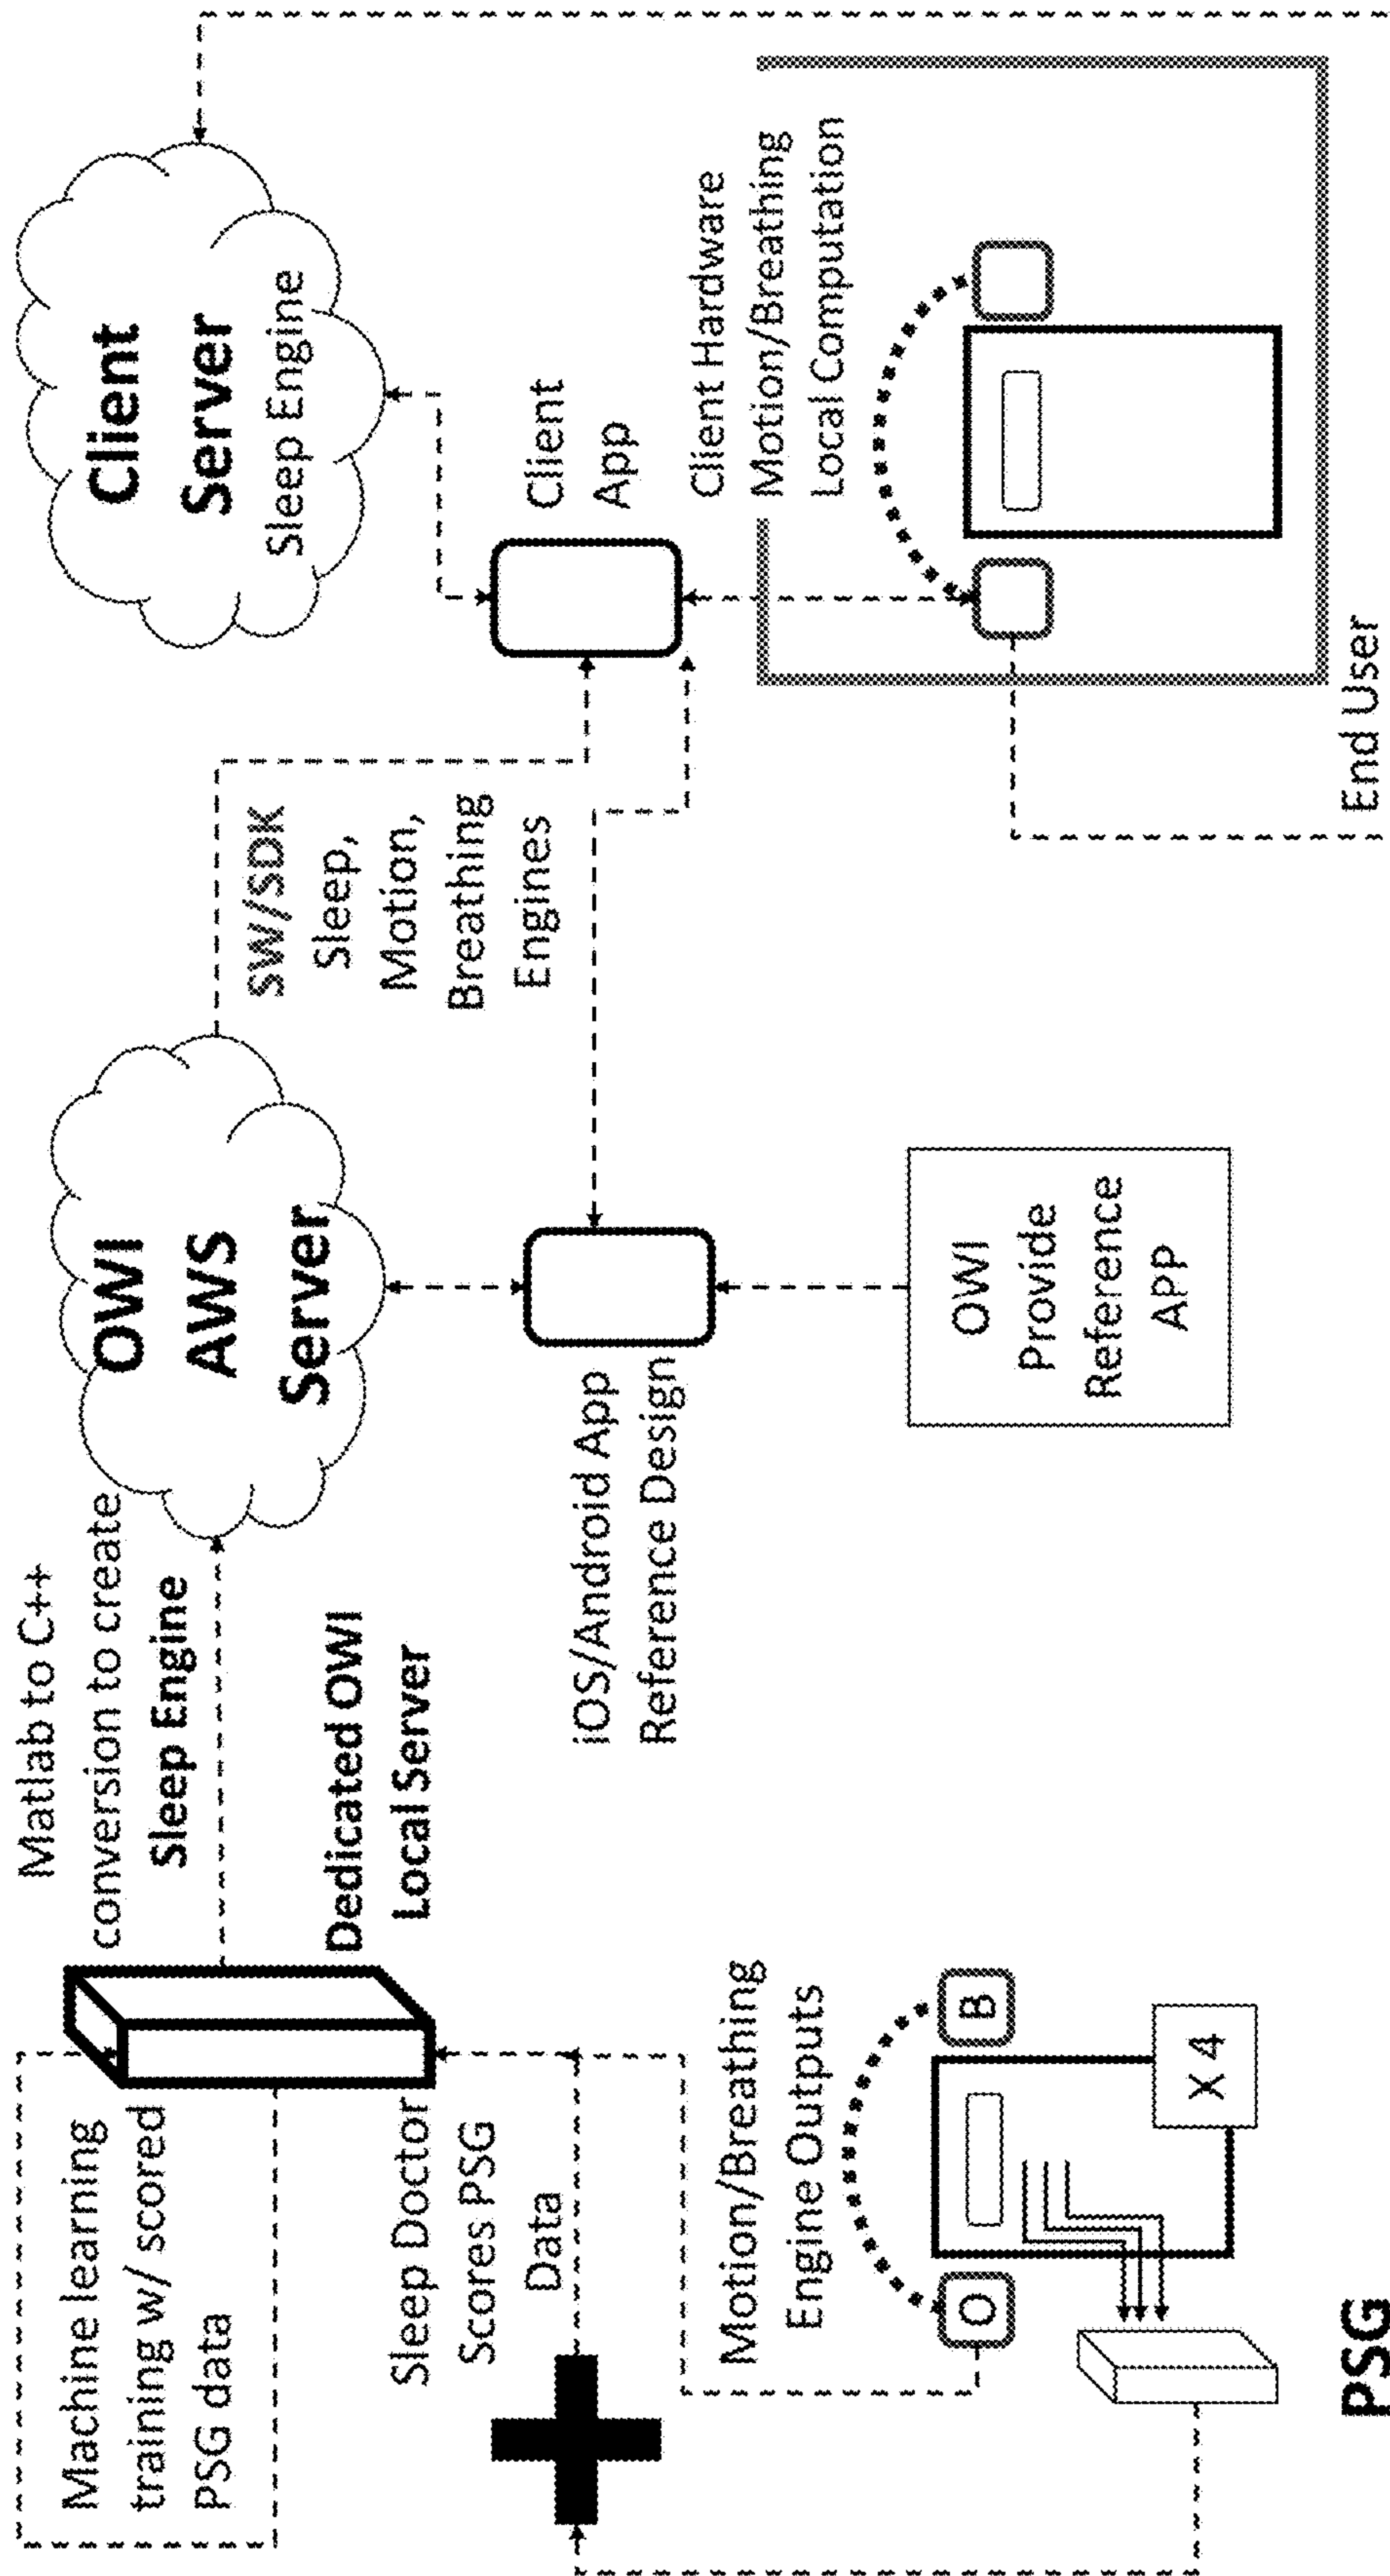 Machine learning
training w/ scored
PSG data
Matlab to C++
conversion to create
Sleep Engine
Dedicated OWI
Local Server
Sleep Doctor
Scores PSG
Data
Motion/Breathing
Engine Outputs
O
B
X 4
PSG
OWI
AWS
Server
iOS/Android App
Reference Design
OWI
Provide
Reference
APP
SW/SDK
Sleep,
Motion,
Breathing
Engines
Client
Server
Sleep Engine
Client
App
Client Hardware
Motion/Breathing
Local Computation
End User